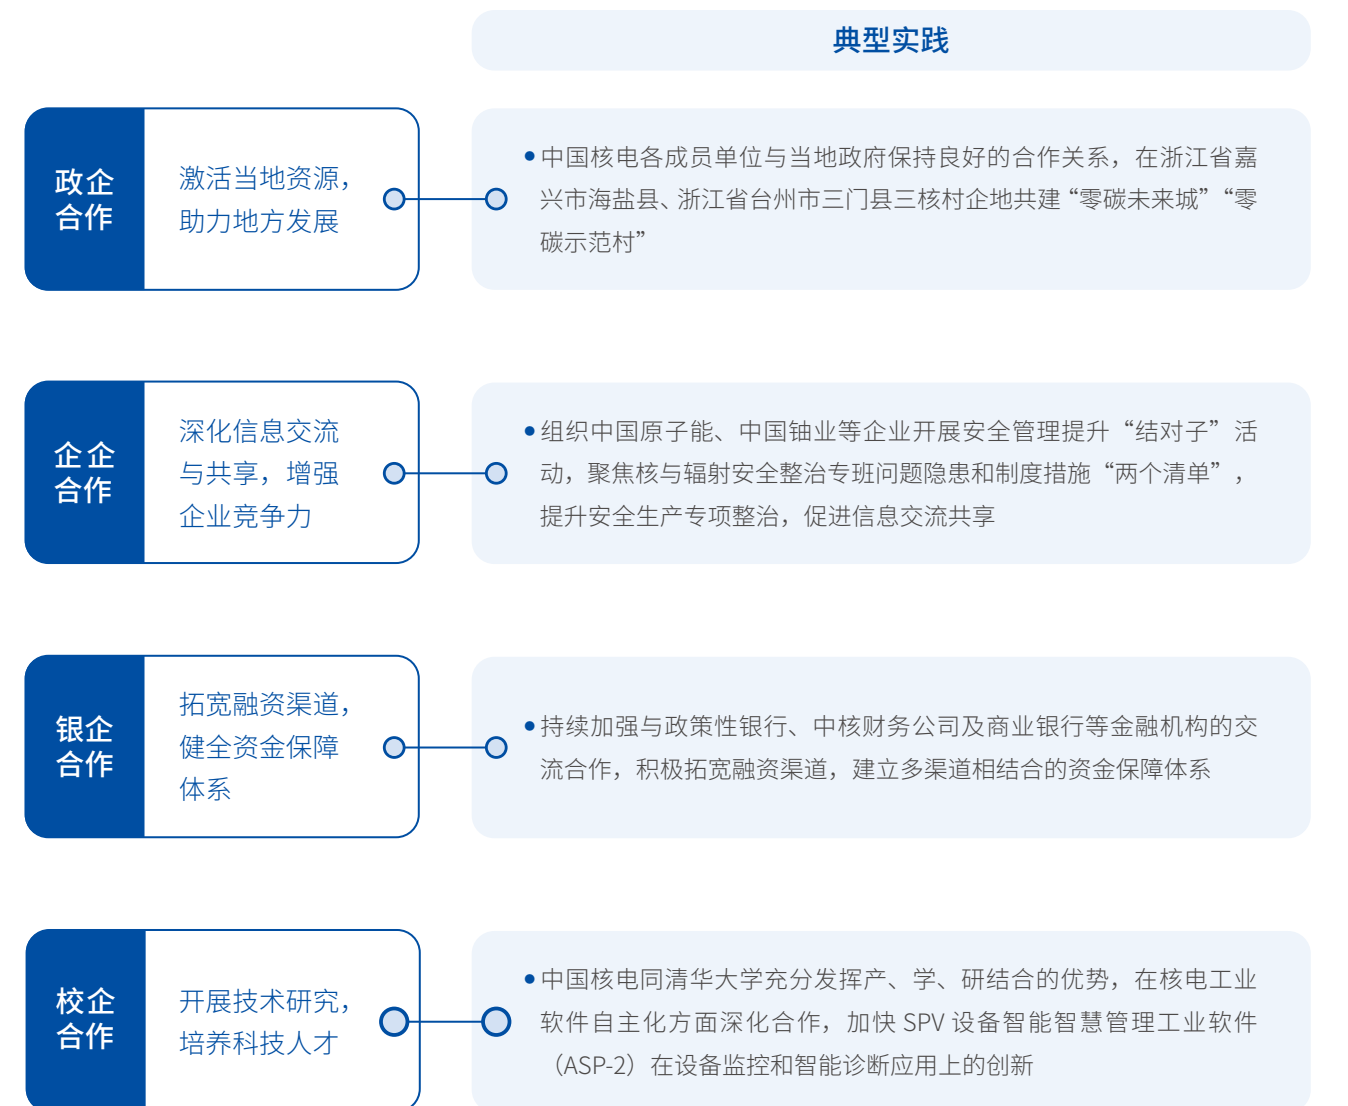 典型实践
政企
合作
激活当地资源，
助力地方发展
中国核电各成员单位与当地政府保持良好的合作关系，在浙江省嘉
兴市海盐县、浙江省台州市三门县三核村企地共建“零碳未来城”“零
碳示范村”
企企
合作
深化信息交流
与共享，增强
企业竞争力
组织中国原子能、中国铀业等企业开展安全管理提升“结对子”活
动，聚焦核与辐射安全整治专班问题隐患和制度措施“两个清单”，
提升安全生产专项整治，促进信息交流共享
银企
合作
拓宽融资渠道，
健全资金保障
体系
持续加强与政策性银行、中核财务公司及商业银行等金融机构的交
流合作，积极拓宽融资渠道，建立多渠道相结合的资金保障体系
校企
合作
开展技术研究，
培养科技人才
中国核电同清华大学充分发挥产、学、研结合的优势，在核电工业
软件自主化方面深化合作，加快 SPV 设备智能智慧管理工业软件
（ASP-2）在设备监控和智能诊断应用上的创新